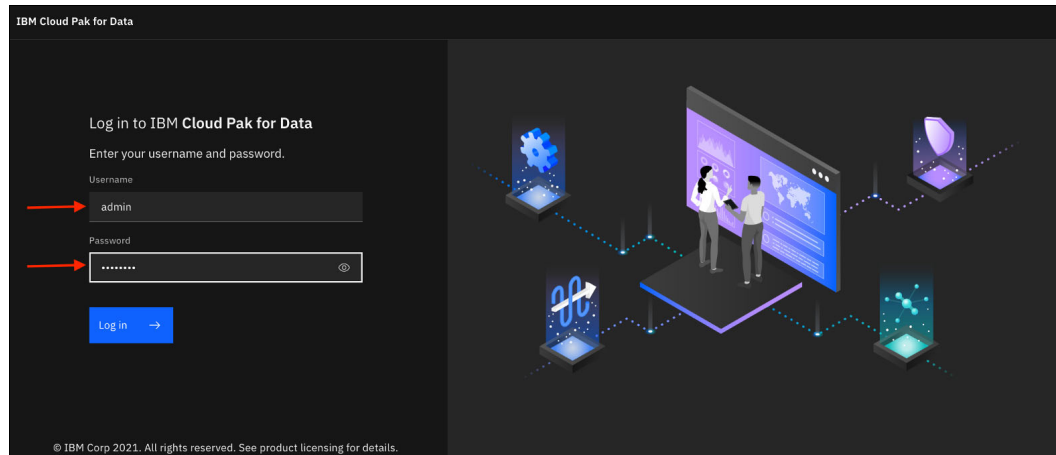 IBM Cloud Pak for Data
Log in to IBM Cloud Pak for Data
Enter your username and password.
Username
admin
Password
••••••••
Log in →
© IBM Corp 2021. All rights reserved. See product licensing for details.